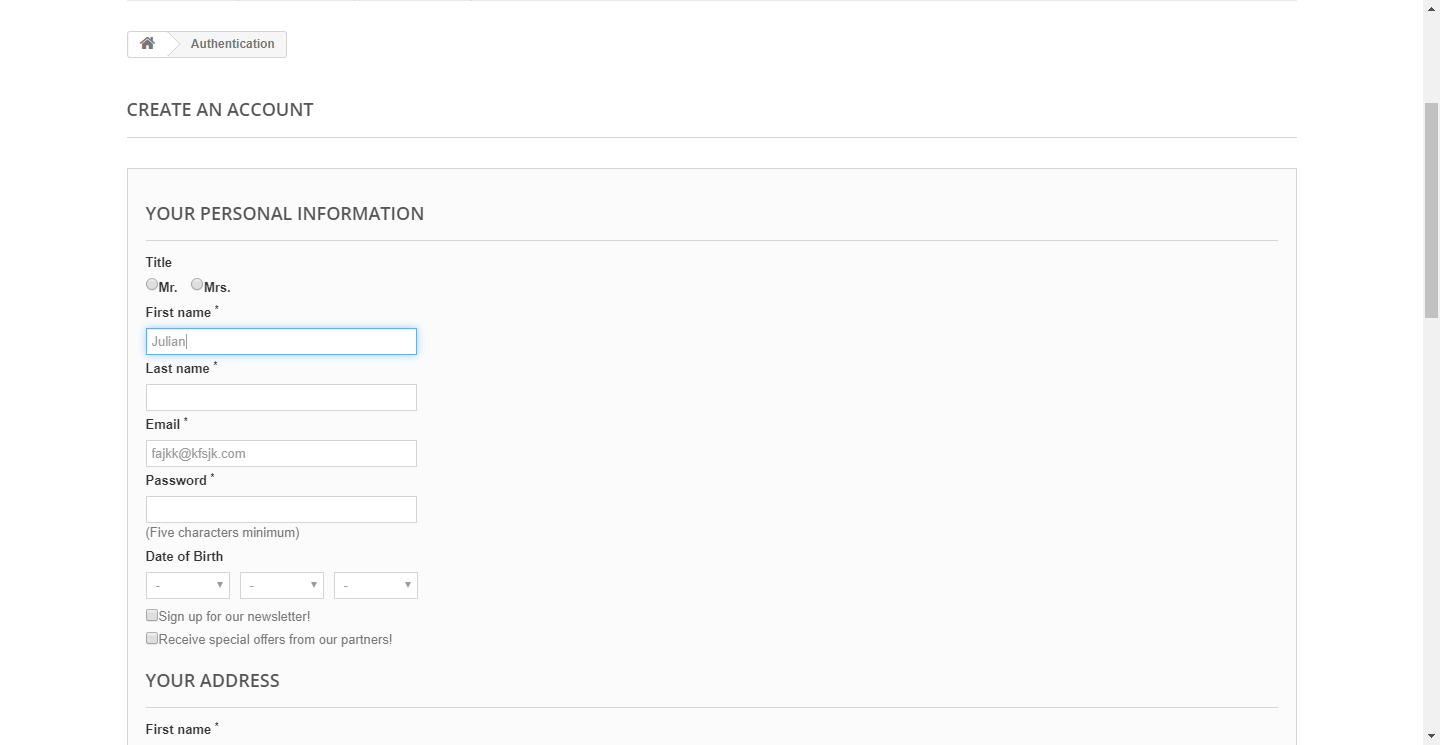 Authentication
CREATE AN ACCOUNT
YOUR PERSONAL INFORMATION
Title
Mr. Mrs.
First name *
Julian
Last name *
Email *
fajkk@kfsjk.com
Password *
(Five characters minimum)
Date of Birth
- - -
Sign up for our newsletter!
Receive special offers from our partners!
YOUR ADDRESS
First name *